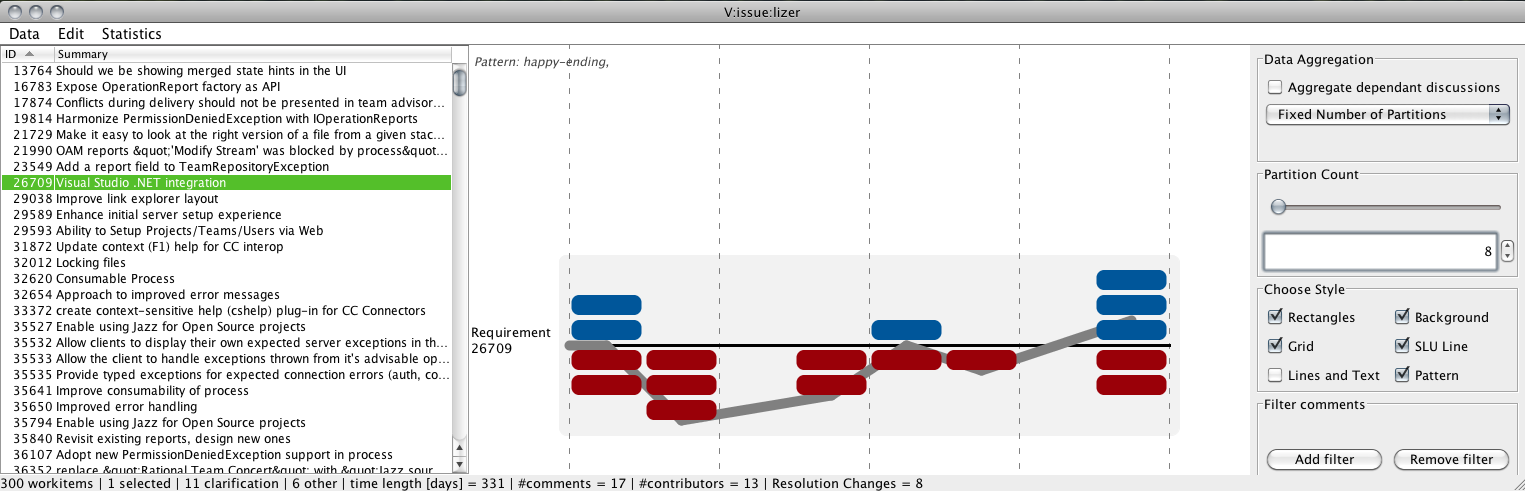 V:issue:lizer
Data Edit Statistics
ID Summary
13764 Should we be showing merged state hints in the UI
16783 Expose OperationReport factory as API
17874 Conflicts during delivery should not be presented in team advisor...
19814 Harmonize PermissionDeniedException with IOperationReports
21729 Make it easy to look at the right version of a file from a given stac...
21990 OAM reports &quot;'Modify Stream' was blocked by process&quot...
23549 Add a report field to TeamRepositoryException
26709 Visual Studio .NET integration
29038 Improve link explorer layout
29589 Enhance initial server setup experience
29593 Ability to Setup Projects/Teams/Users via Web
31872 Update context (F1) help for CC interop
32012 Locking files
32620 Consumable Process
32654 Approach to improved error messages
33372 create context-sensitive help (cshelp) plug-in for CC Connectors
35527 Enable using Jazz for Open Source projects
35532 Allow clients to display their own expected server exceptions in th...
35533 Allow the client to handle exceptions thrown from it's advisable op...
35535 Provide typed exceptions for expected connection errors (auth, co...
35641 Improve consumability of process
35650 Improved error handling
35794 Enable using Jazz for Open Source projects
35840 Revisit existing reports, design new ones
36107 Adopt new PermissionDeniedException support in process
36352 replace &quot;Rational Team Concert&quot; with &quot;Jazz sour...
Pattern: happy-ending,
Requirement
26709
Data Aggregation
Aggregate dependant discussions
Fixed Number of Partitions
Partition Count
8
Choose Style
Rectangles Background
Grid SLU Line
Lines and Text Pattern
Filter comments
Add filter Remove filter
300 workitems | 1 selected | 11 clarification | 6 other | time length [days] = 331 | #comments = 17 | #contributors = 13 | Resolution Changes = 8